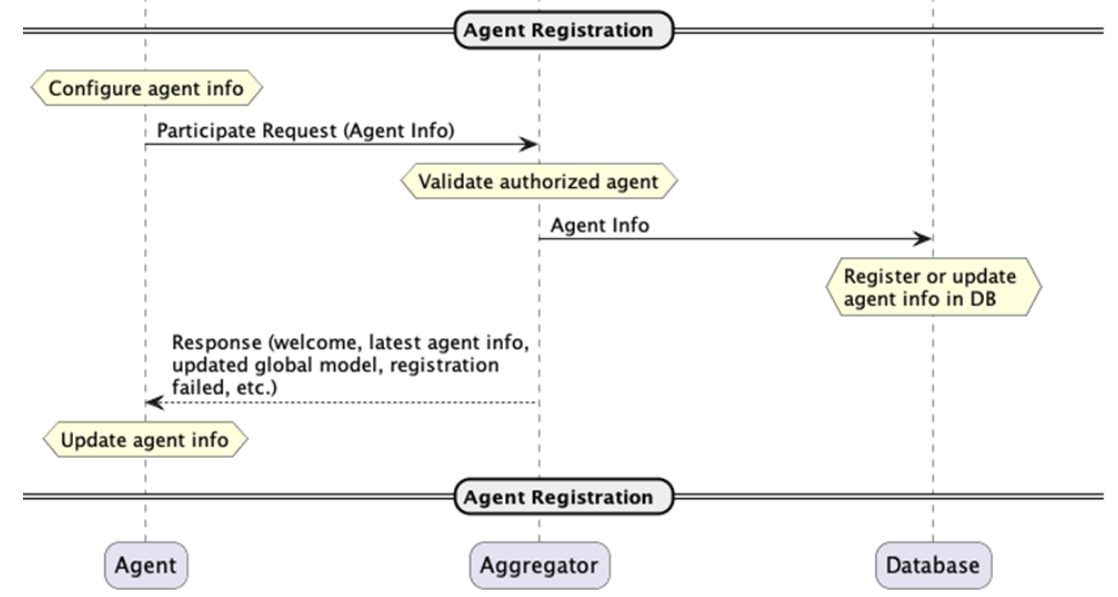 Agent Registration
Configure agent info
Participate Request (Agent Info)
Validate authorized agent
Agent Info
Register or update
agent info in DB
Response (welcome, latest agent info,
updated global model, registration
failed, etc.)
Update agent info
Agent Registration
Agent
Aggregator
Database